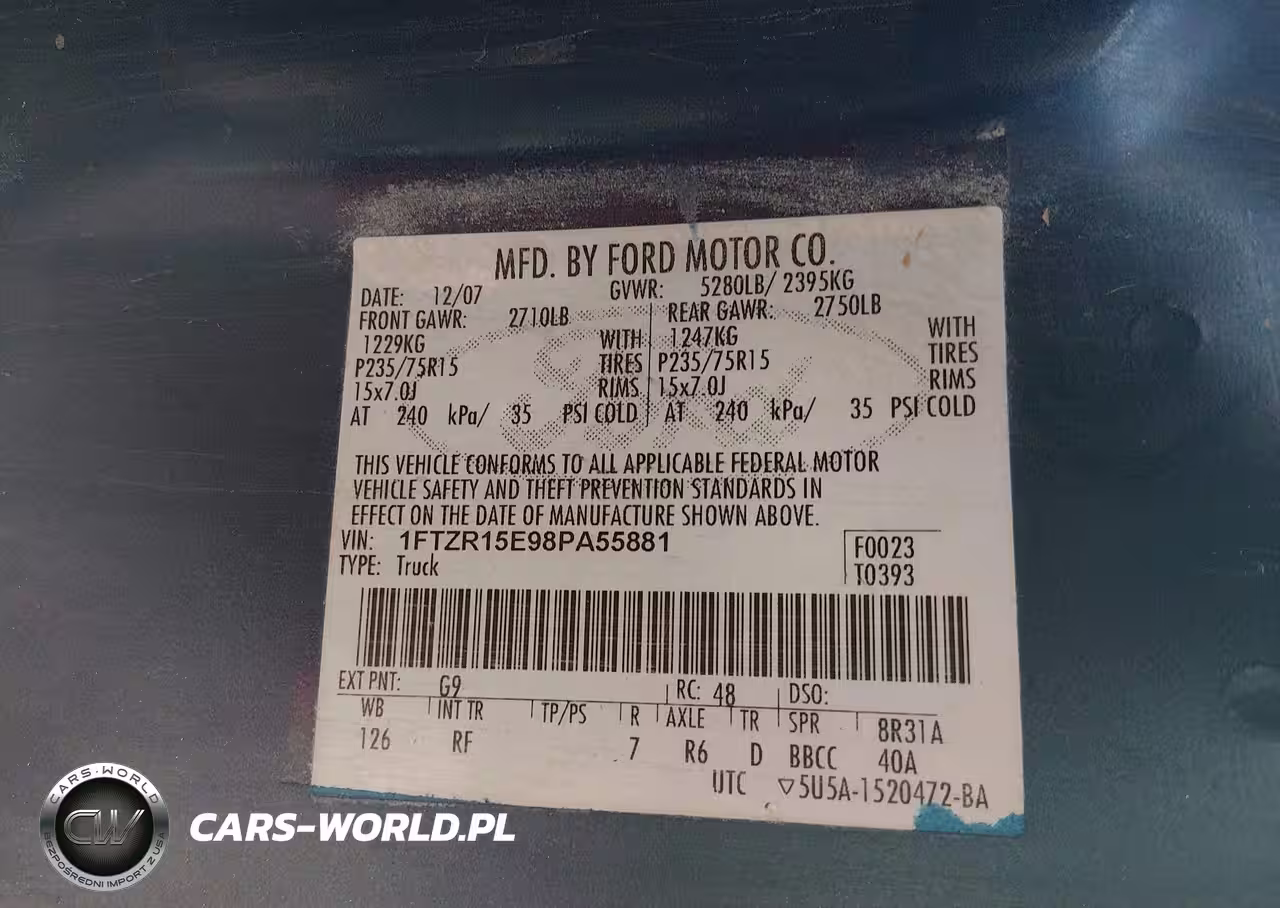 MFD. BY FORD MOTOR CO.
DATE: 12/07 GVWR: 5280LB/ 2395KG
FRONT GAWR: 2710LB REAR GAWR: 2750LB
1229KG WITH 1247KG WITH
P235/75R15 TIRES P235/75R15 TIRES
15x7.0J RIMS 15x7.0J RIMS
AT 240 kPa/ 35 PSI COLD AT 240 kPa/ 35 PSI COLD
THIS VEHICLE CONFORMS TO ALL APPLICABLE FEDERAL MOTOR
VEHICLE SAFETY AND THEFT PREVENTION STANDARDS IN
EFFECT ON THE DATE OF MANUFACTURE SHOWN ABOVE.
VIN: 1FTZR15E98PA55881
TYPE: Truck
F0023
T0393
EXT PNT: G9 RC: 48 DSO:
WB INT TR TP/PS R AXLE TR SPR 8R31A
126 RF 7 R6 D BBCC 40A
UTC ▽5U5A-1520472-BA
CARS-WORLD
CW
BEZPOŚREDNI IMPORT Z USA
CARS-WORLD.PL